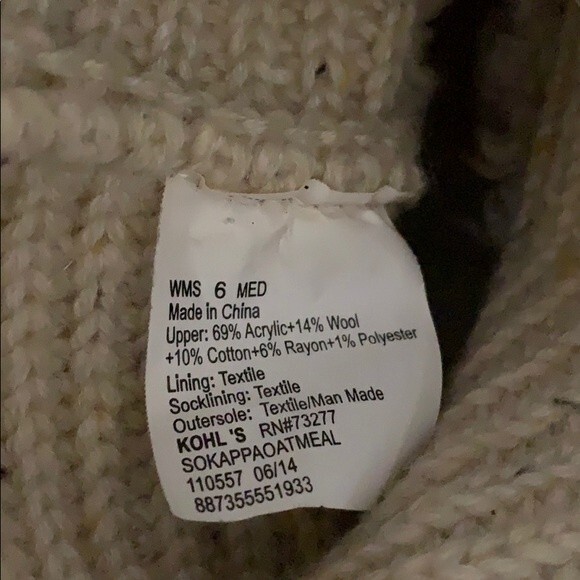 WMS 6 MED
Made in China
Upper: 69% Acrylic+14% Wool
+10% Cotton+6% Rayon+1% Polyester
Lining: Textile
Socklining: Textile
Outersole: Textile/Man Made
KOHL'S RN#73277
SOKAPPAOATMEAL
110557 06/14
887355551933